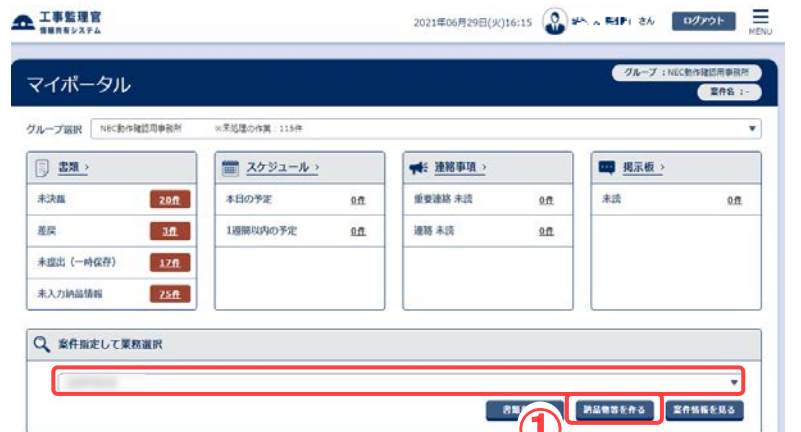 工事監理官
情報共有システム
2021年06月29日(火)16:15
さん
ログアウト
MENU
マイポータル
グループ：NEC動作確認用事務所
案件名：-
グループ選択
NEC動作確認用事務所 ※未処理の作業：115件
書類 >
未決裁 20件
差戻 3件
未提出（一時保存） 17件
未入力納品情報 75件
スケジュール >
本日の予定 0件
1週間以内の予定 0件
連絡事項 >
重要連絡 未読 0件
連絡 未読 0件
掲示板 >
未読 0件
案件指定して業務選択
書類
①
納品物等を作る
案件情報を見る